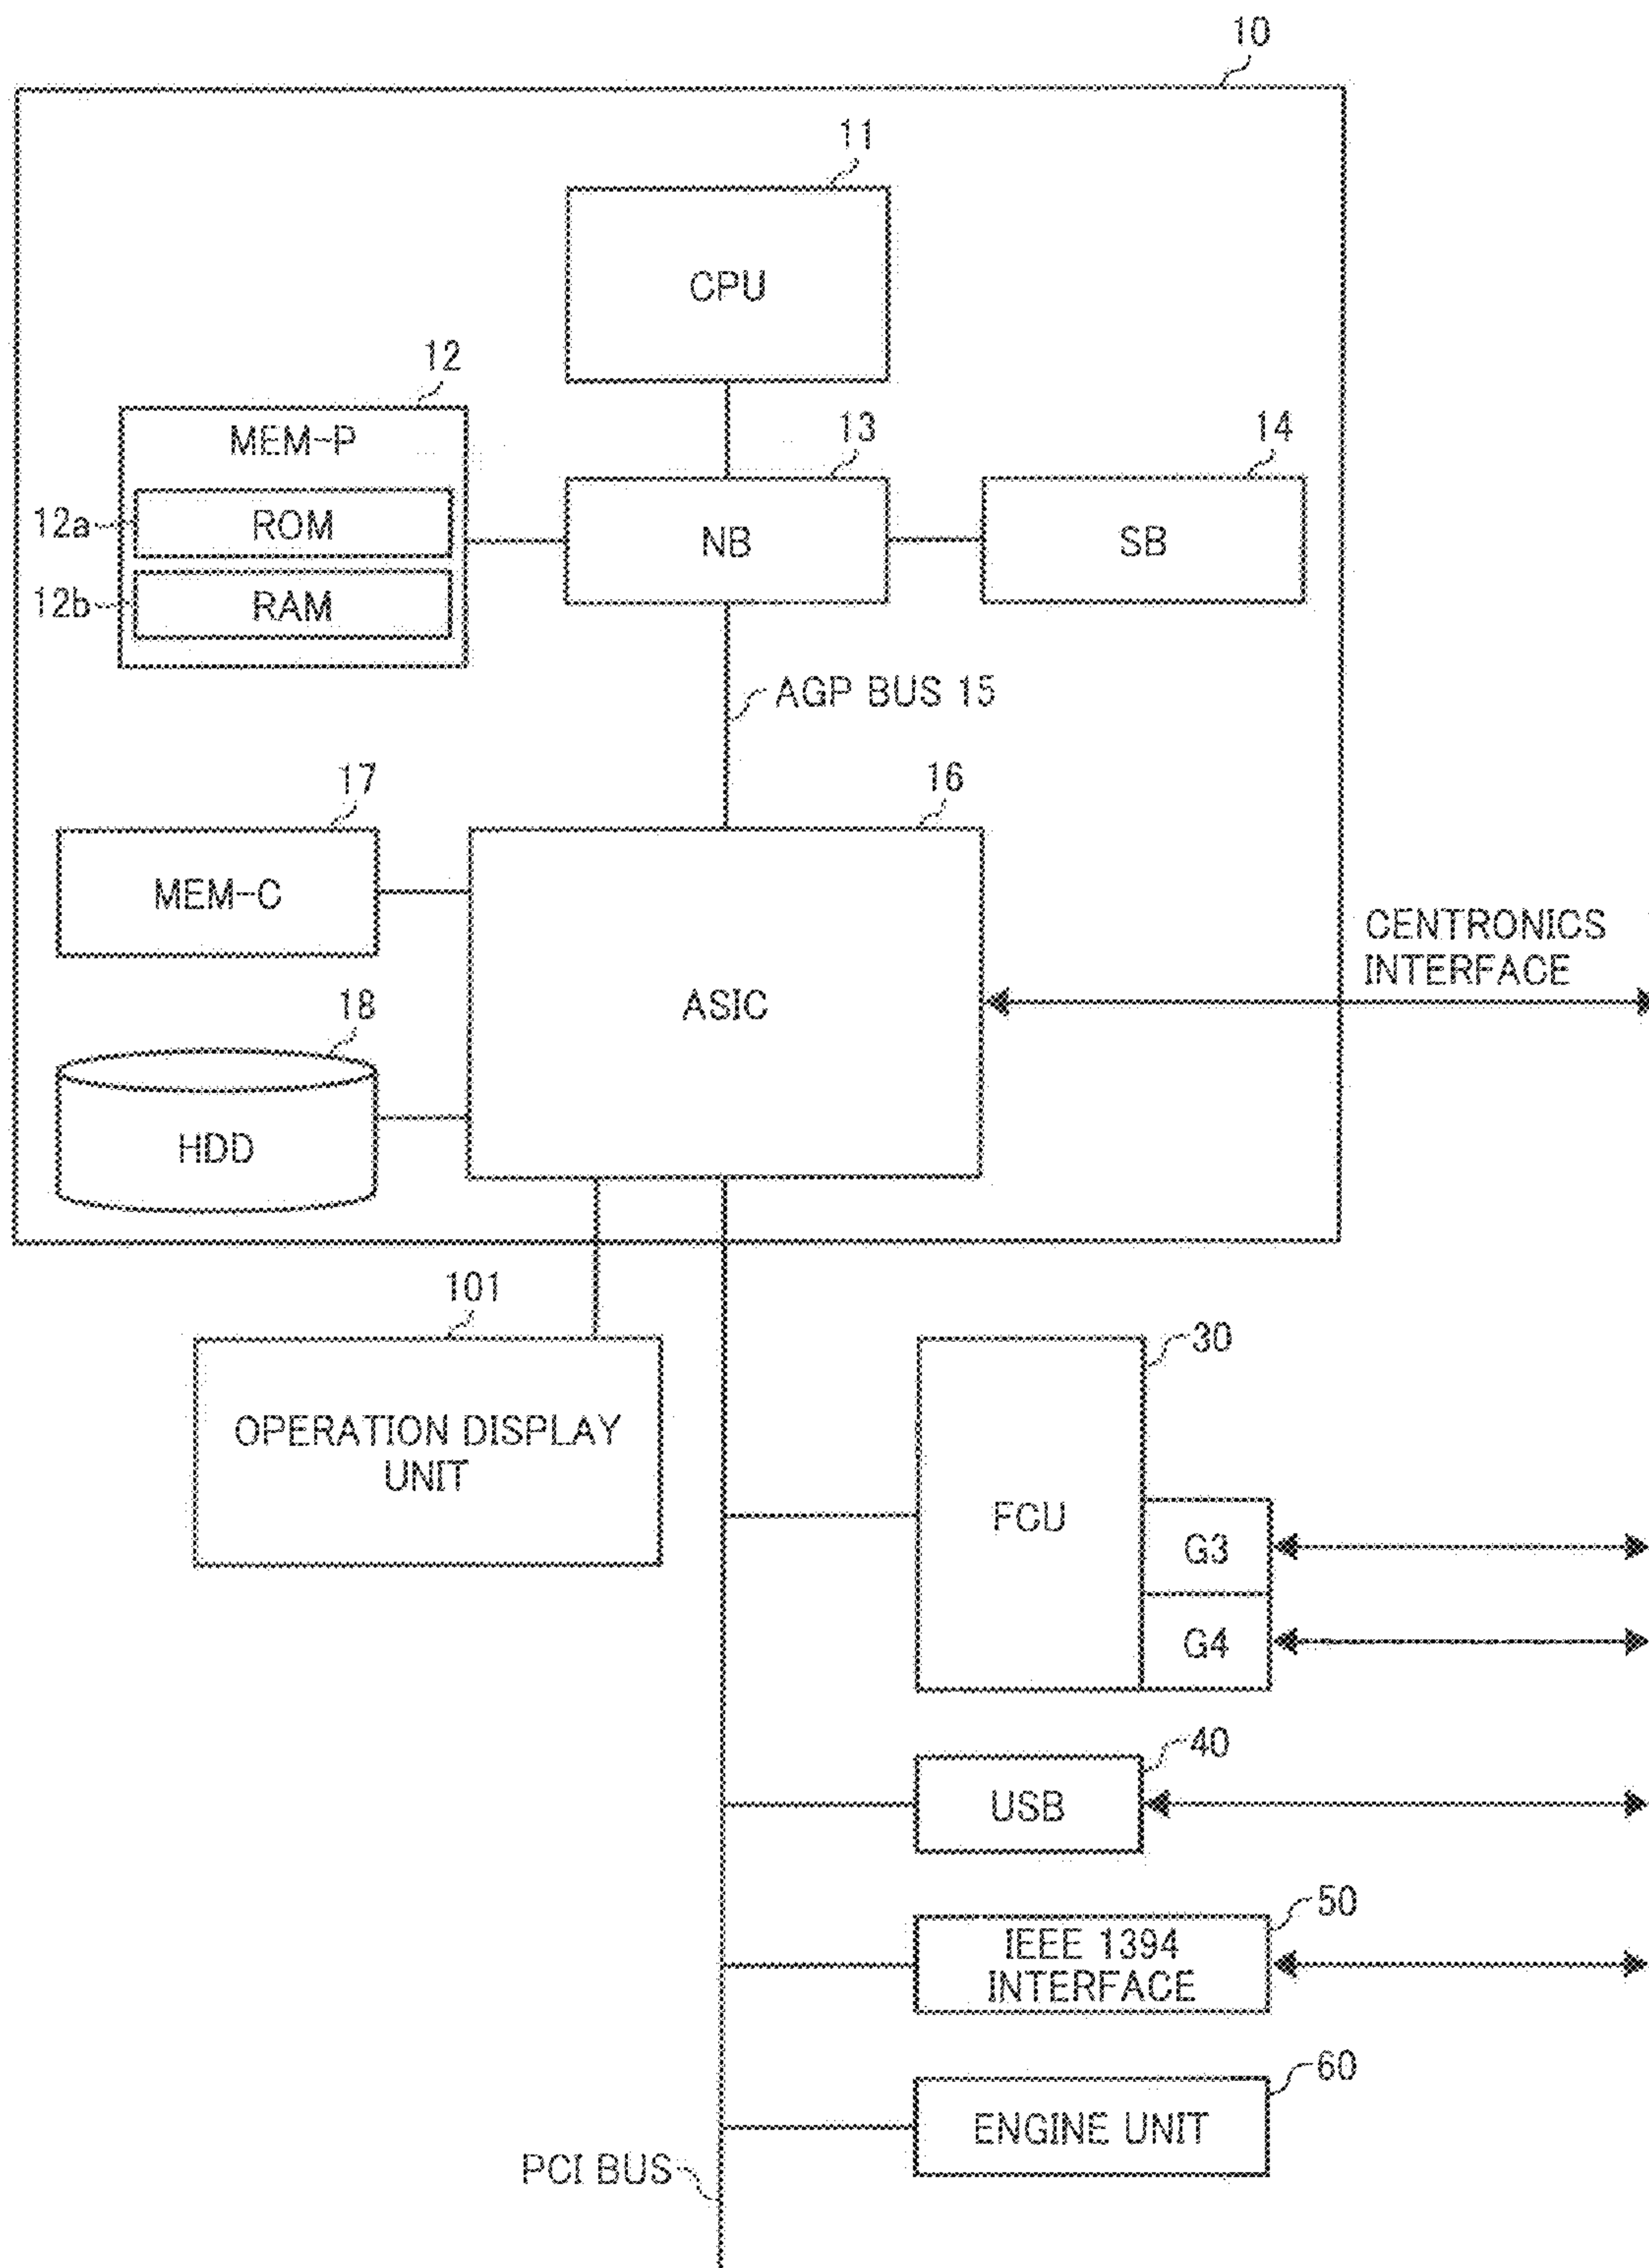 10
11
CPU
12
MEM-P
12a
ROM
12b
RAM
13
NB
14
SB
AGP BUS 15
17
MEM-C
16
ASIC
CENTRONICS
INTERFACE
18
HDD
101
OPERATION DISPLAY
UNIT
30
FCU
G3
G4
40
USB
50
IEEE 1394
INTERFACE
60
ENGINE UNIT
PCI BUS